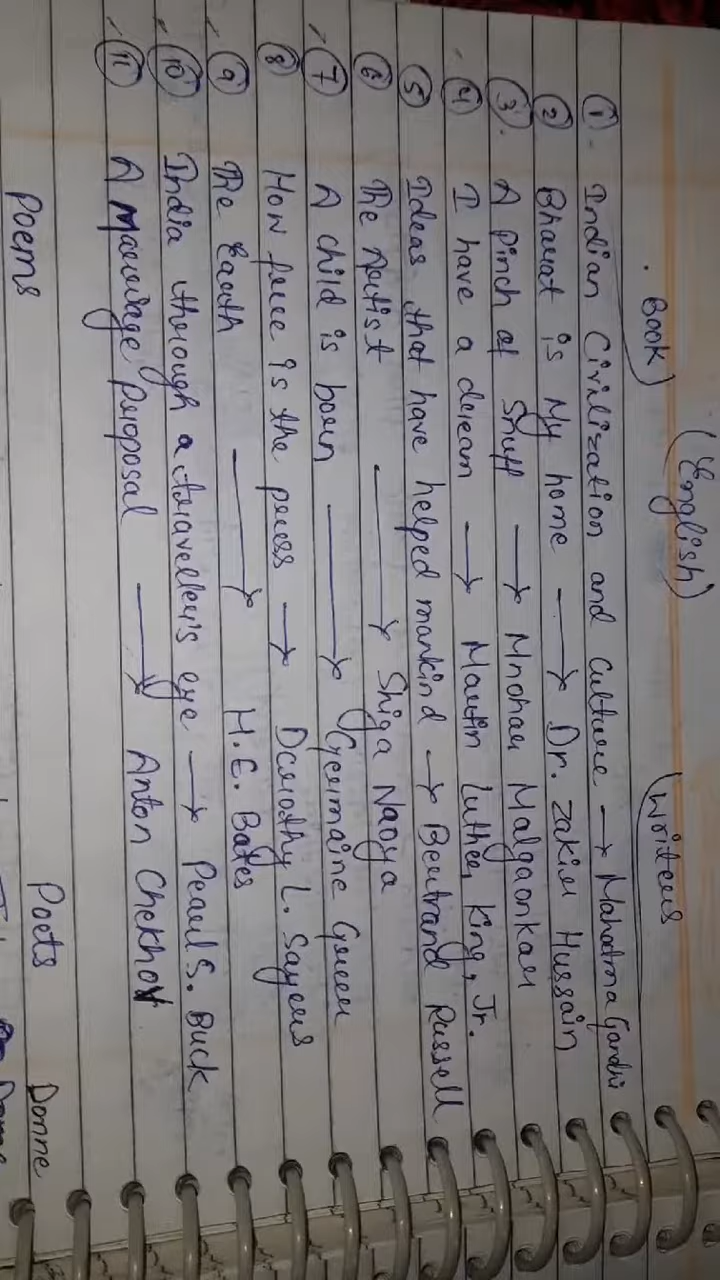 (English)
Book) (Writers
① Indian Civilization and Culture → Mahatma Gandhi
② Bharat is My home → Dr. Zakir Hussain
③ A pinch of Snuff → Mnohar Malgaonkar
④ I have a dream → Martin Luther King, Jr.
⑤ Ideas that have helped mankind → Bertrand Russell
⑥ The Artist → Shiga Naoya
⑦ A child is born → Germaine Greer
⑧ How free is the press → Dorothy L. Sayers
⑨ The Earth → H.E. Bates
⑩ India through a traveller's eye → Pearl S. Buck
⑪ A Marriage Proposal → Anton Chekhov
Poems Poets Donne